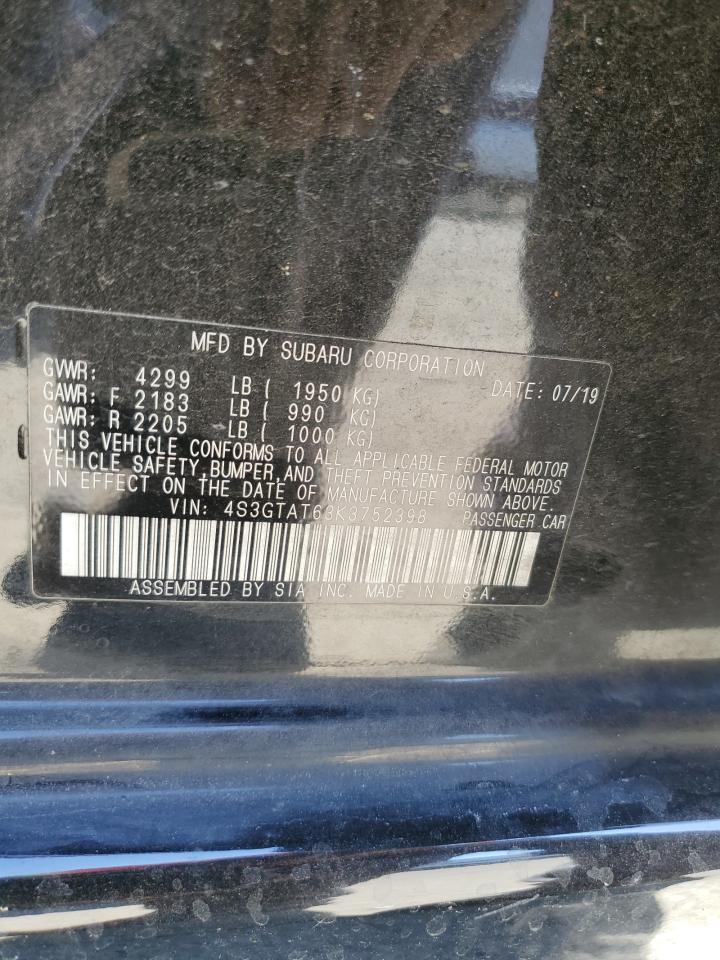 MFD BY SUBARU CORPORATION
GVWR: 4299 LB ( 1950 KG) DATE: 07/19
GAWR: F 2183 LB ( 990 KG)
GAWR: R 2205 LB ( 1000 KG)
THIS VEHICLE CONFORMS TO ALL APPLICABLE FEDERAL MOTOR
VEHICLE SAFETY, BUMPER, AND THEFT PREVENTION STANDARDS
IN EFFECT ON THE DATE OF MANUFACTURE SHOWN ABOVE.
VIN: 4S3GTAT63K3752398 PASSENGER CAR
ASSEMBLED BY SIA INC. MADE IN U.S.A.